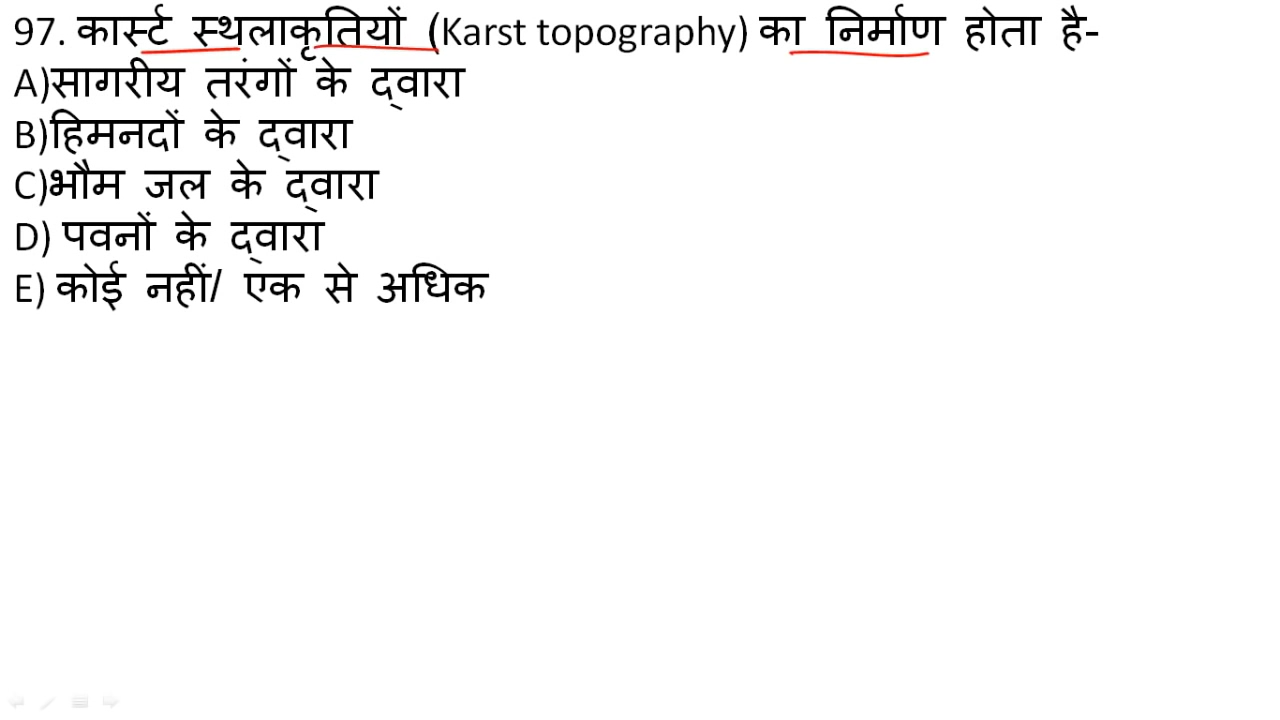 97. कार्स्ट स्थलाकृतियों (Karst topography) का निर्माण होता है-
A)सागरीय तरंगों के द्वारा
B)हिमनदों के द्वारा
C)भौम जल के द्वारा
D) पवनों के द्वारा
E) कोई नहीं/ एक से अधिक